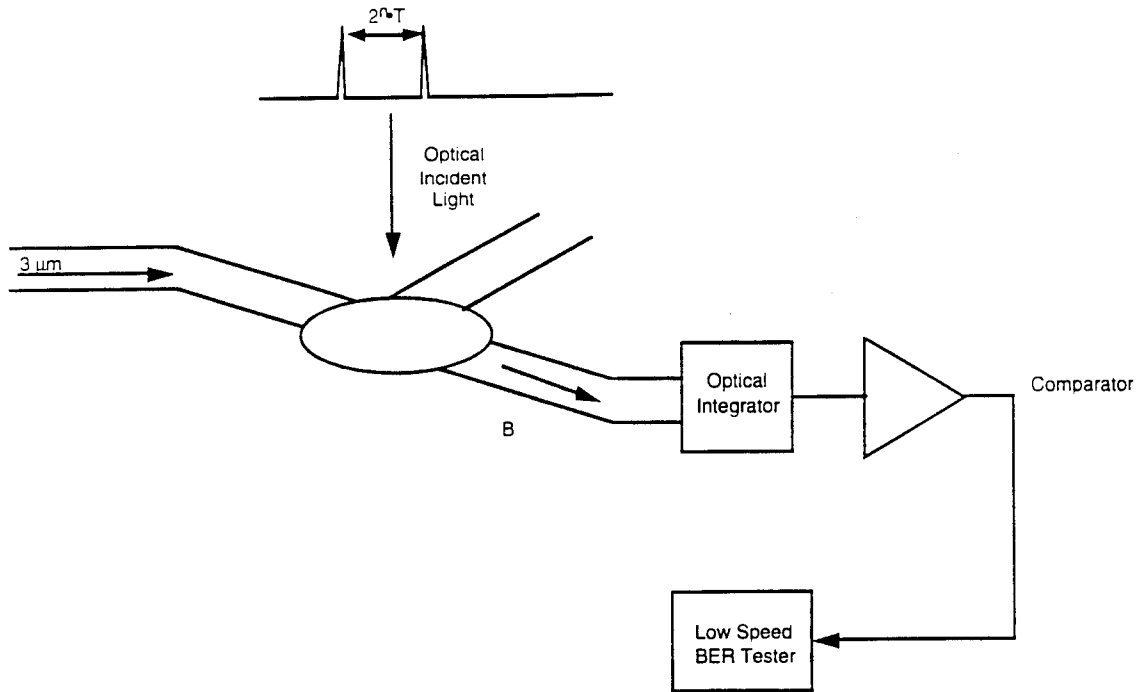 2ⁿ•T
Optical
Incident
Light
3 µm
Optical
Integrator
Comparator
B
Low Speed
BER Tester